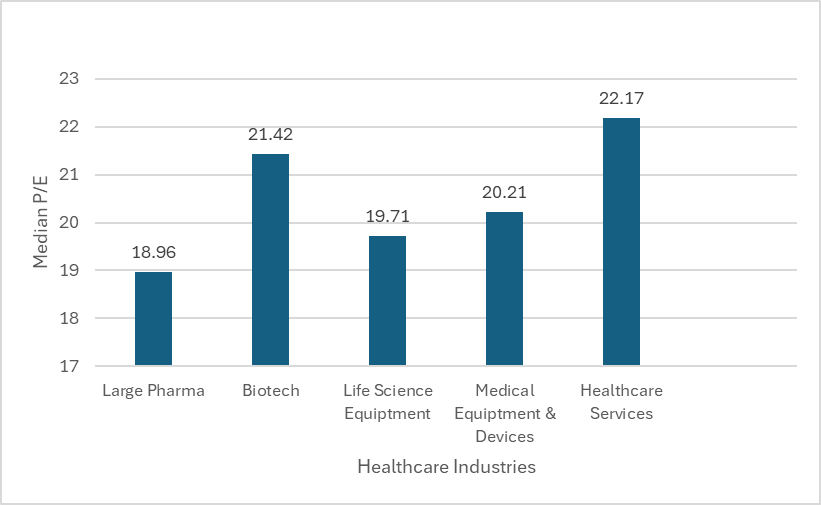 23
22
21
20
19
18
17
Median P/E
18.96
21.42
19.71
20.21
22.17
Large Pharma
Biotech
Life Science
Equiptment
Medical
Equiptment &
Devices
Healthcare
Services
Healthcare Industries